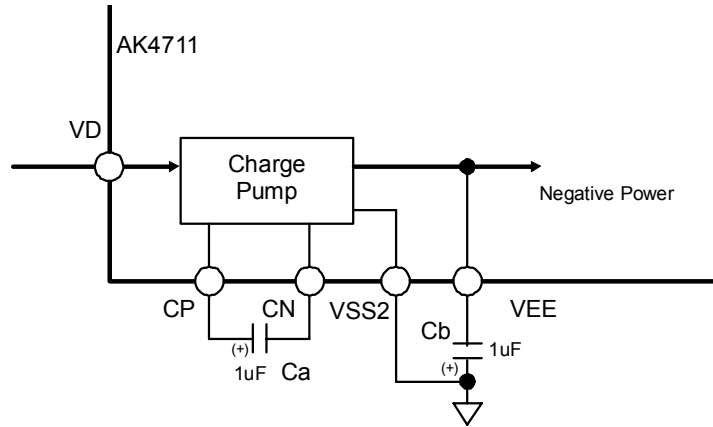 AK4711
VD
Charge
Pump
Negative Power
CP
CN
VSS2
VEE
Cb
1uF
(+)
(+)
1uF
Ca